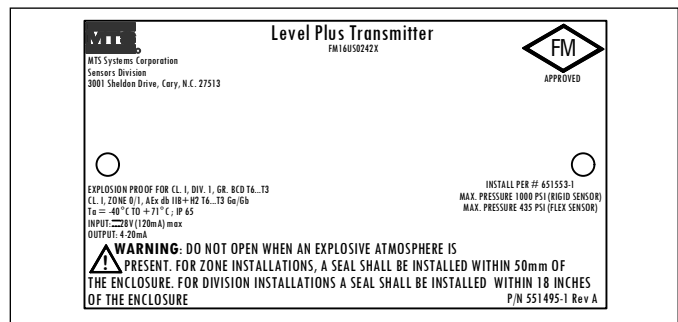 MTS
Level Plus Transmitter
FM16US0242X
FM
APPROVED
MTS Systems Corporation
Sensors Division
3001 Sheldon Drive, Cary, N.C. 27513
EXPLOSION PROOF FOR CL. I, DIV. 1, GR. BCD T6...T3
CL. I, ZONE 0/1, AEx db IIB+H2 T6...T3 Ga/Gb
Ta = -40°C TO +71°C ; IP 65
INPUT: ⎓28V (120mA) max
OUTPUT: 4-20mA
INSTALL PER # 651553-1
MAX. PRESSURE 1000 PSI (RIGID SENSOR)
MAX. PRESSURE 435 PSI (FLEX SENSOR)
WARNING: DO NOT OPEN WHEN AN EXPLOSIVE ATMOSPHERE IS
PRESENT. FOR ZONE INSTALLATIONS, A SEAL SHALL BE INSTALLED WITHIN 50mm OF
THE ENCLOSURE. FOR DIVISION INSTALLATIONS A SEAL SHALL BE INSTALLED WITHIN 18 INCHES
OF THE ENCLOSURE
P/N 551495-1 Rev A